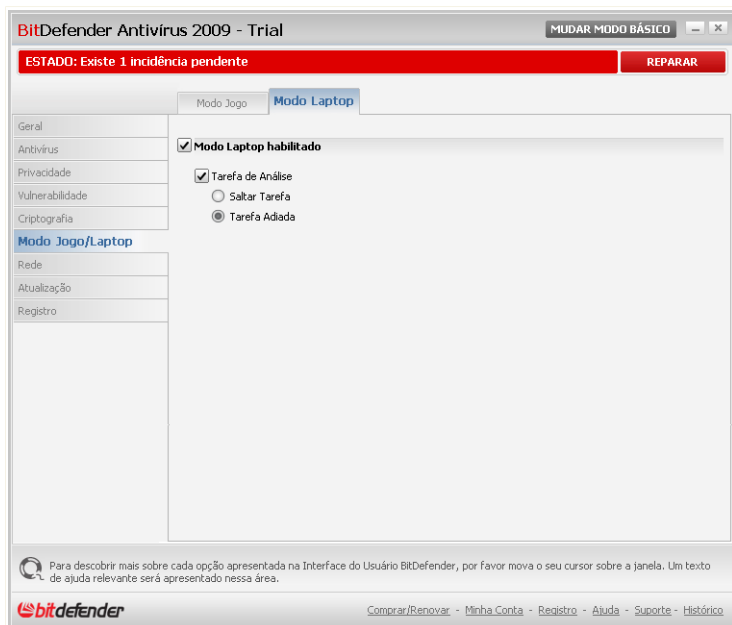 BitDefender Antivírus 2009 - Trial
MUDAR MODO BÁSICO
ESTADO: Existe 1 incidência pendente
REPARAR
Modo Jogo
Modo Laptop
Geral
Antivírus
Privacidade
Vulnerabilidade
Criptografia
Modo Jogo/Laptop
Rede
Atualização
Registro
Modo Laptop habilitado
Tarefa de Análise
Saltar Tarefa
Tarefa Adiada
Para descobrir mais sobre cada opção apresentada na Interface do Usuário BitDefender, por favor mova o seu cursor sobre a janela. Um texto
de ajuda relevante será apresentado nessa área.
bitdefender
Comprar/Renovar - Minha Conta - Registro - Ajuda - Suporte - Histórico